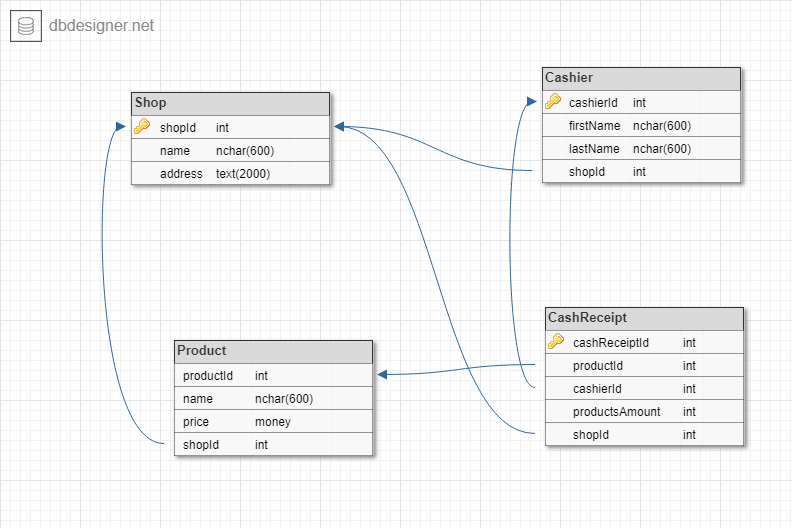 dbdesigner.net
Shop
shopId int
name nchar(600)
address text(2000)
Cashier
cashierId int
firstName nchar(600)
lastName nchar(600)
shopId int
Product
productId int
name nchar(600)
price money
shopId int
CashReceipt
cashReceiptId int
productId int
cashierId int
productsAmount int
shopId int